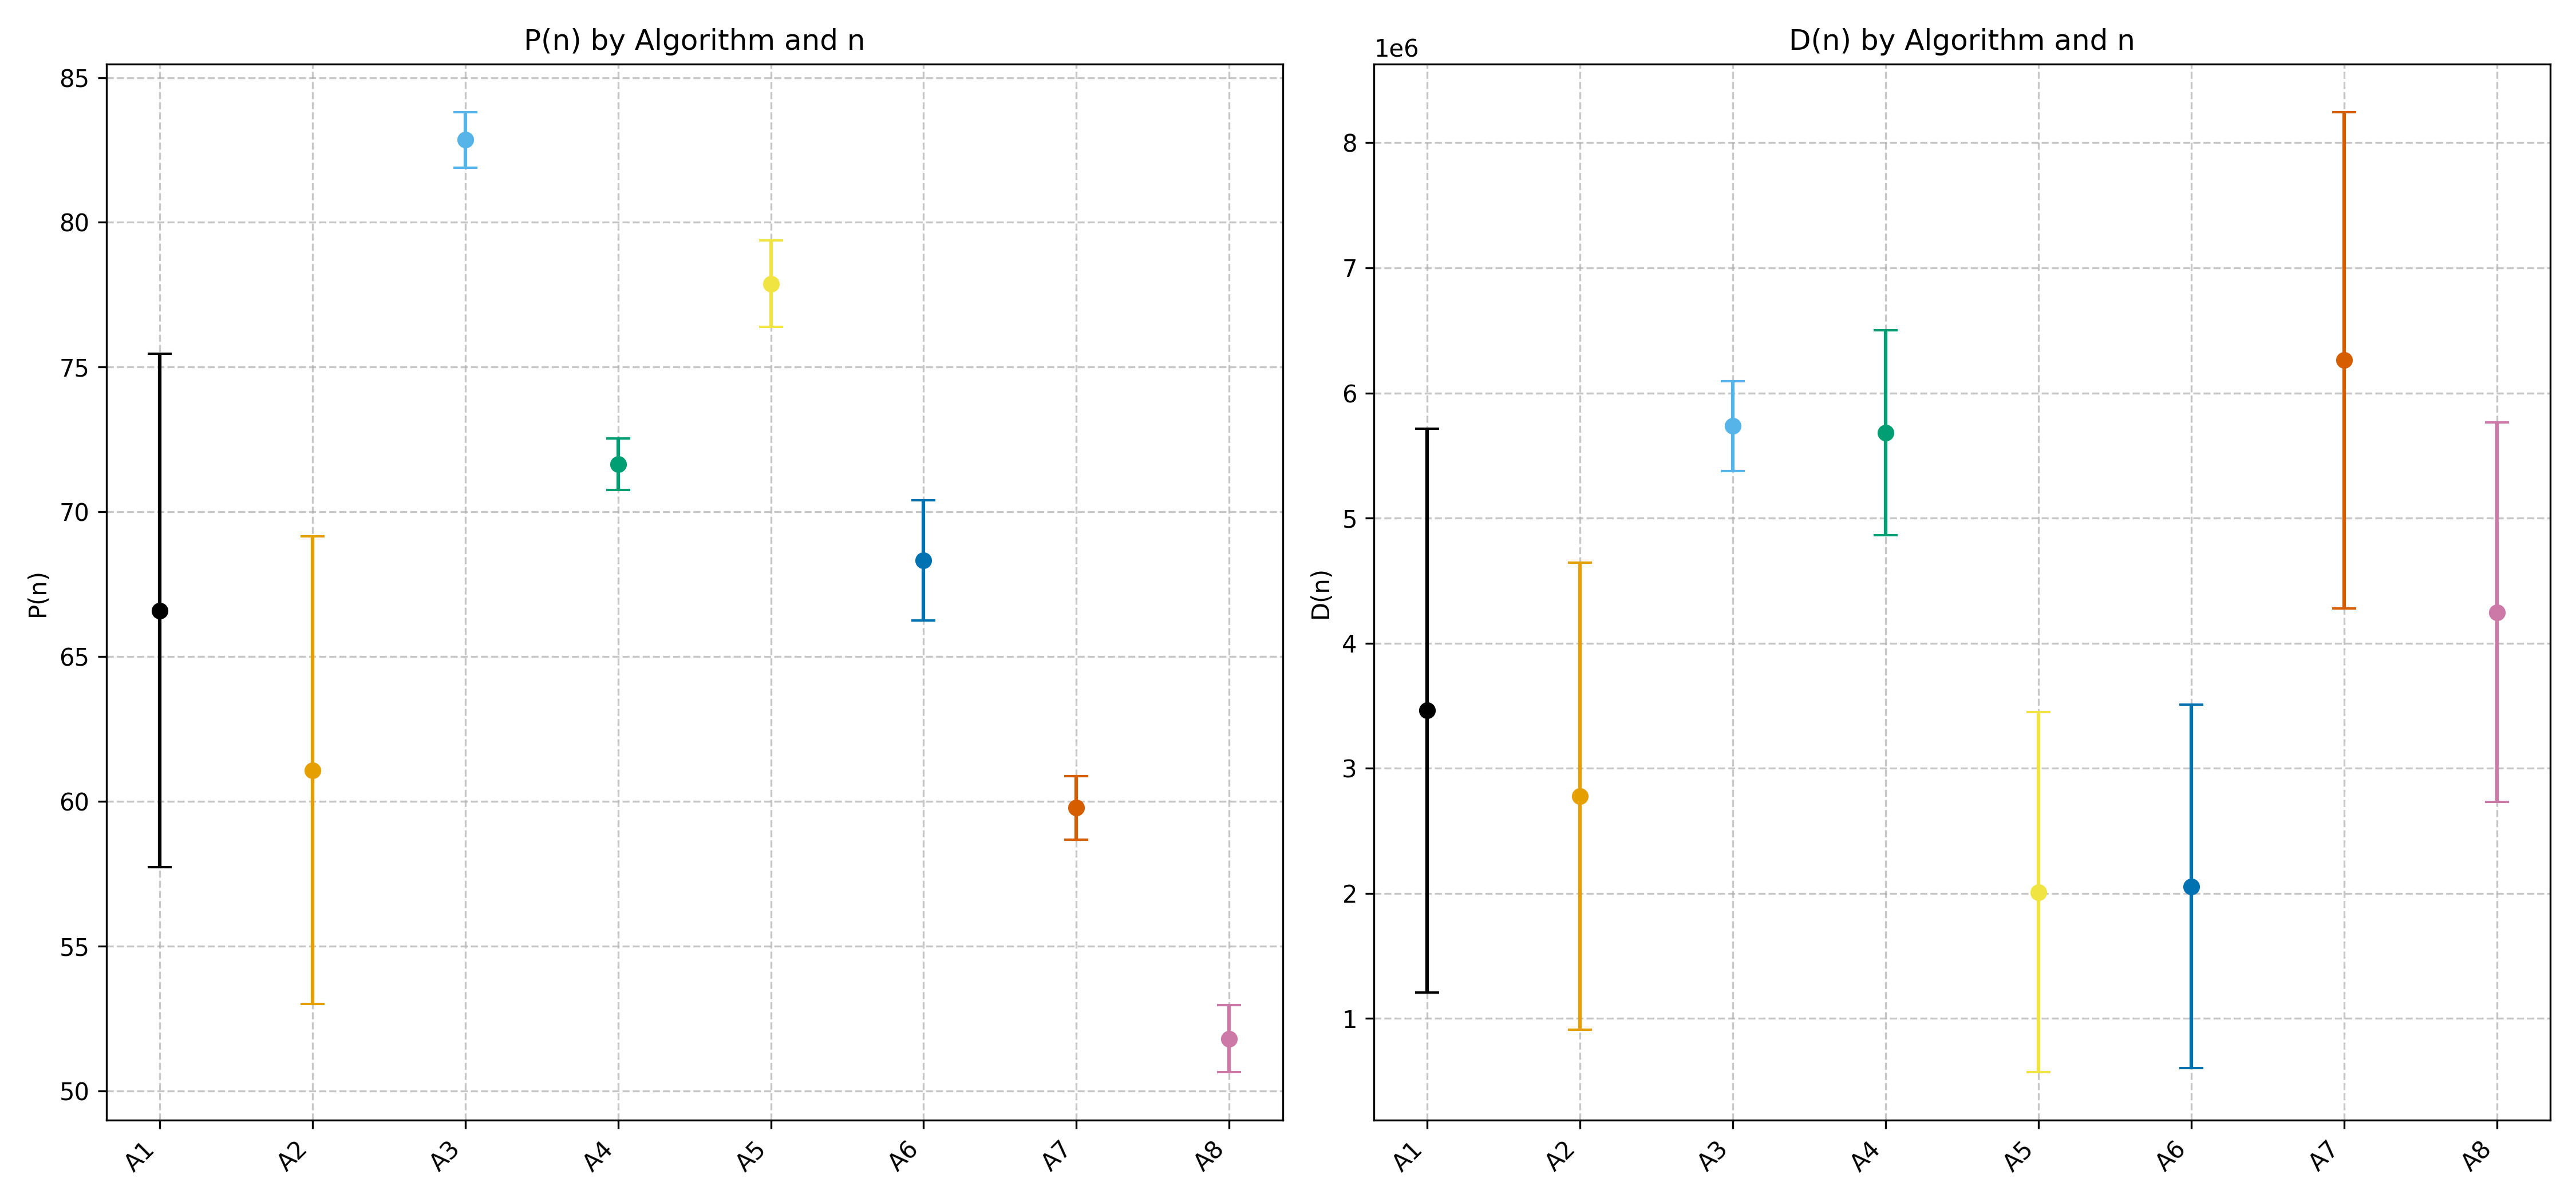 P(n) by Algorithm and n
P(n)
85
80
75
70
65
60
55
50
A1
A2
A3
A4
A5
A6
A7
A8
D(n) by Algorithm and n
1e6
D(n)
8
7
6
5
4
3
2
1
A1
A2
A3
A4
A5
A6
A7
A8